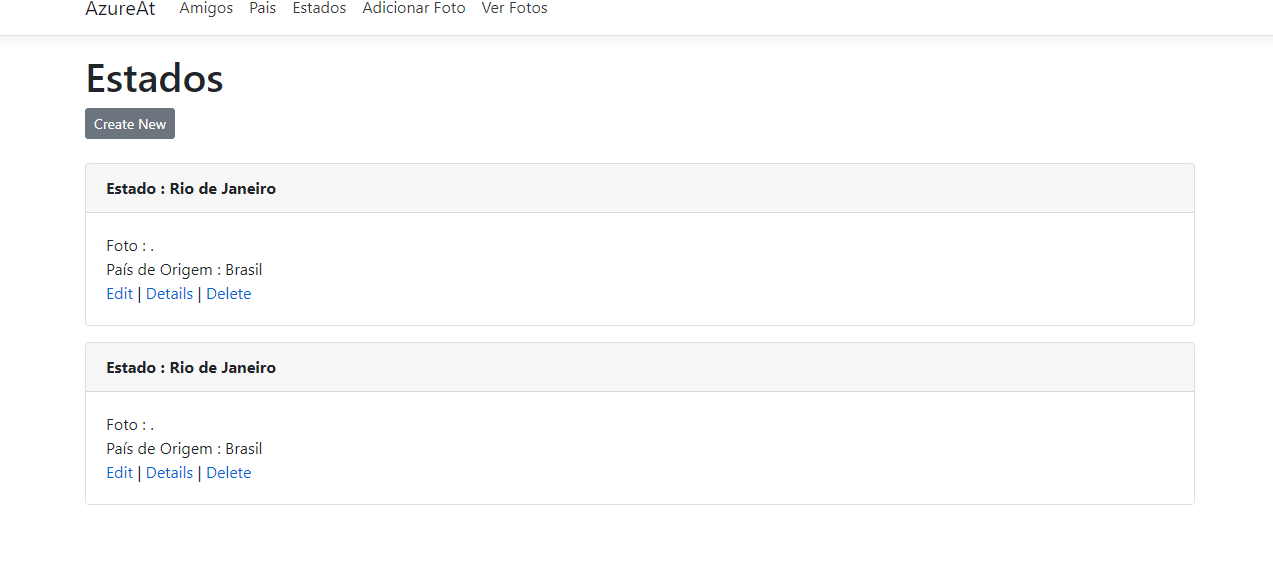 AzureAt Amigos Pais Estados Adicionar Foto Ver Fotos
Estados
Create New
Estado : Rio de Janeiro
Foto : .
País de Origem : Brasil
Edit | Details | Delete
Estado : Rio de Janeiro
Foto : .
País de Origem : Brasil
Edit | Details | Delete